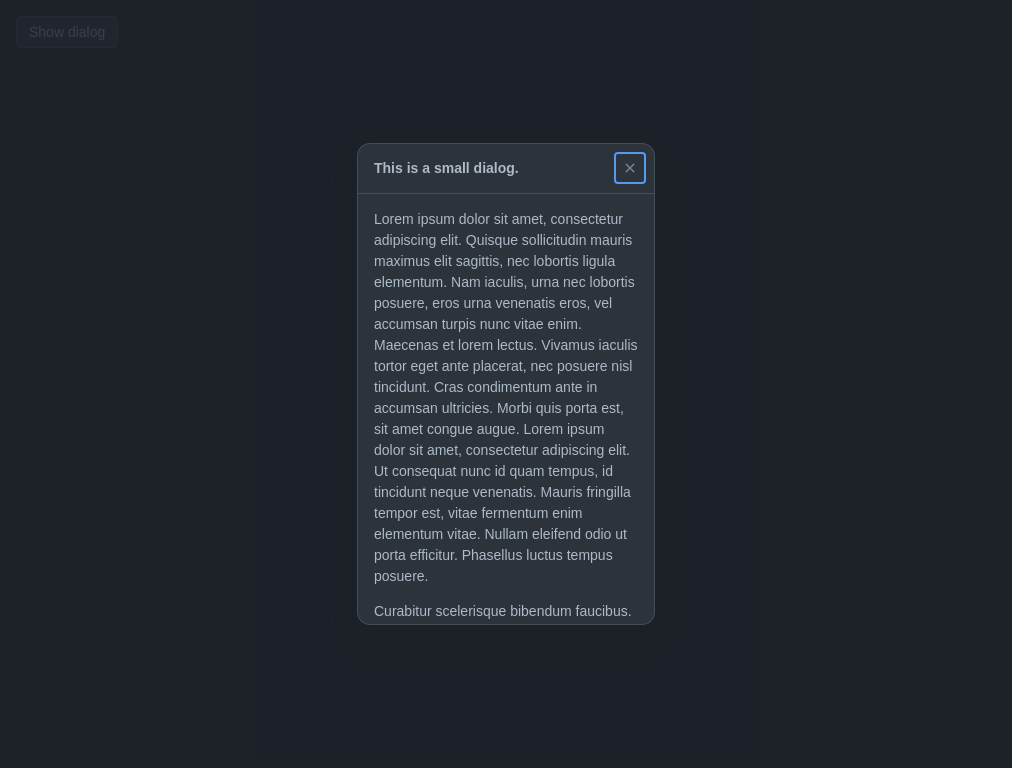 Show dialog
This is a small dialog.
Lorem ipsum dolor sit amet, consectetur
adipiscing elit. Quisque sollicitudin mauris
maximus elit sagittis, nec lobortis ligula
elementum. Nam iaculis, urna nec lobortis
posuere, eros urna venenatis eros, vel
accumsan turpis nunc vitae enim.
Maecenas et lorem lectus. Vivamus iaculis
tortor eget ante placerat, nec posuere nisl
tincidunt. Cras condimentum ante in
accumsan ultricies. Morbi quis porta est,
sit amet congue augue. Lorem ipsum
dolor sit amet, consectetur adipiscing elit.
Ut consequat nunc id quam tempus, id
tincidunt neque venenatis. Mauris fringilla
tempor est, vitae fermentum enim
elementum vitae. Nullam eleifend odio ut
porta efficitur. Phasellus luctus tempus
posuere.
Curabitur scelerisque bibendum faucibus.